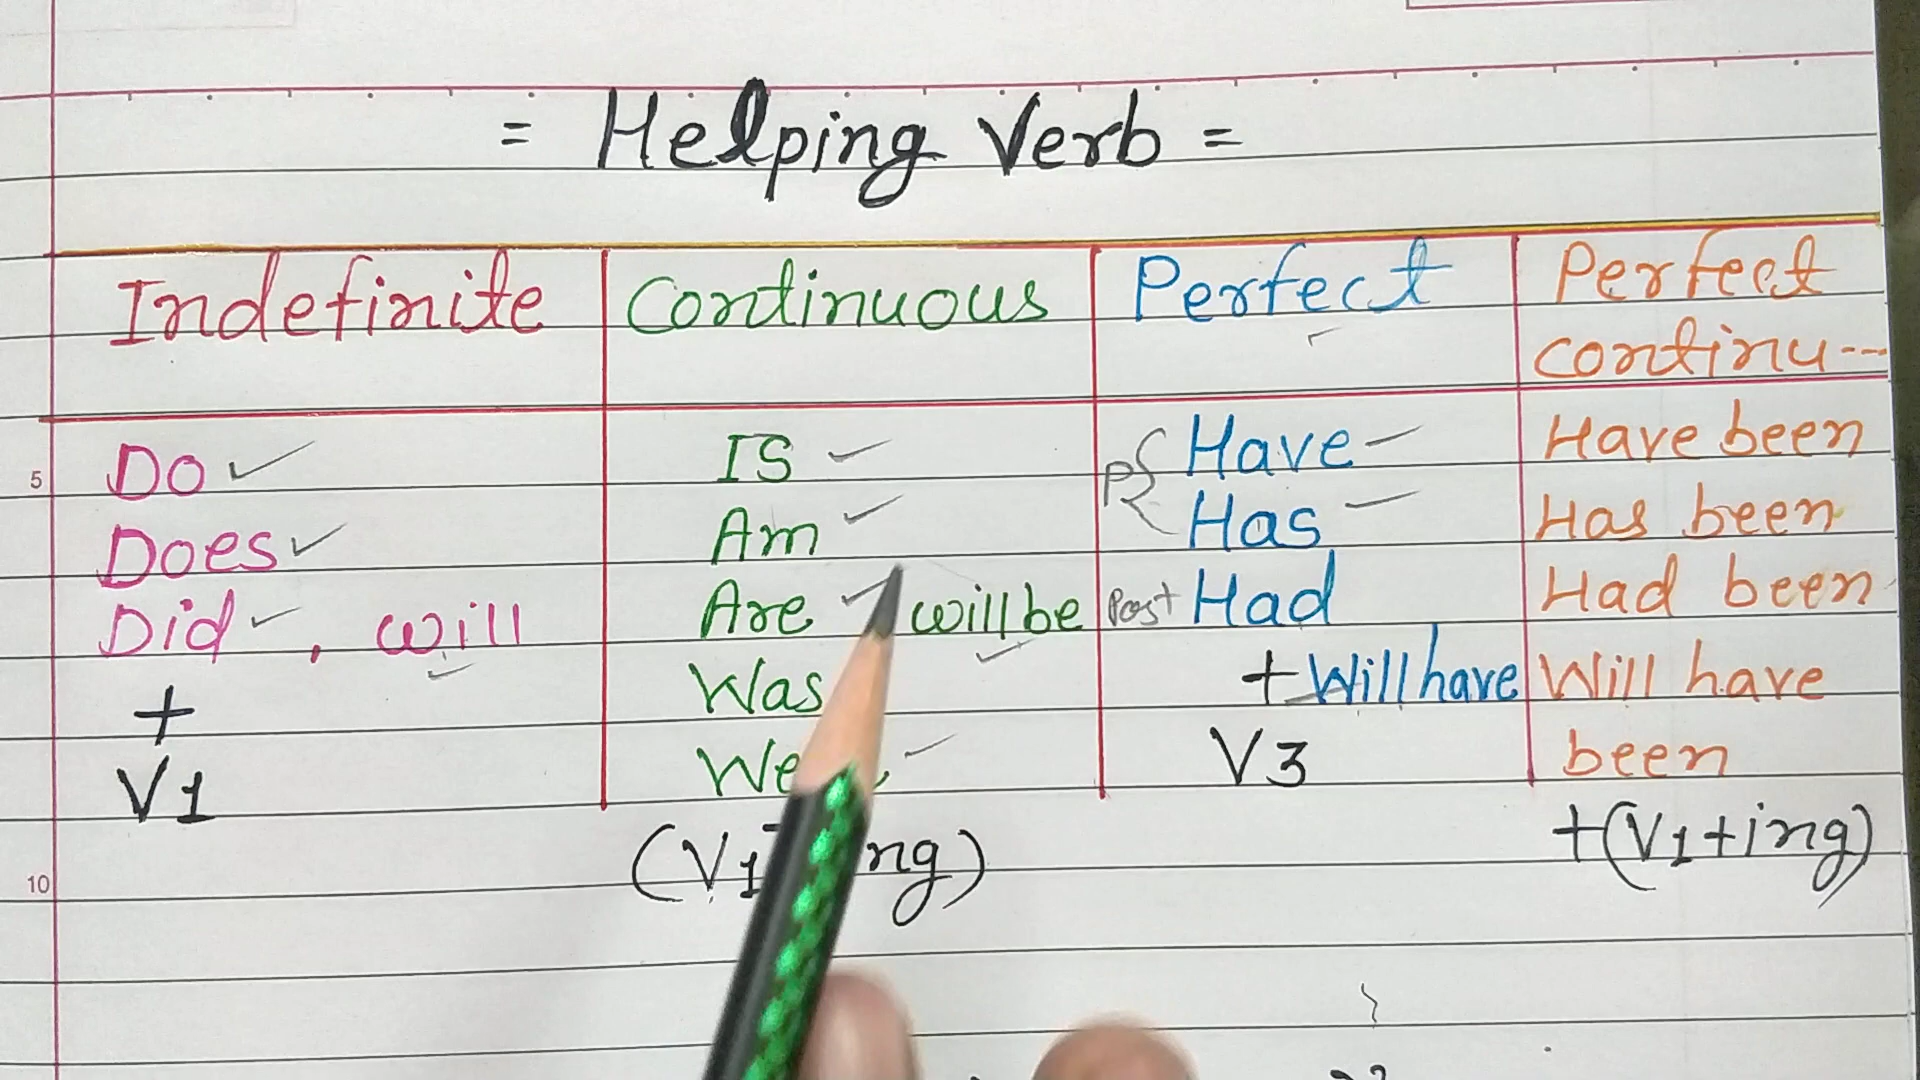 = Helping Verb =
Indefinite
Do
Does
Did , will
+
V1
Continuous
IS
Am
Are will be
Was
(V1 ng)
Perfect
P Have
Has
Past Had
+ Will have
V3
Perfect
continu---
Have been
Has been
Had been
Will have
been
+(V1+ing)
5
10